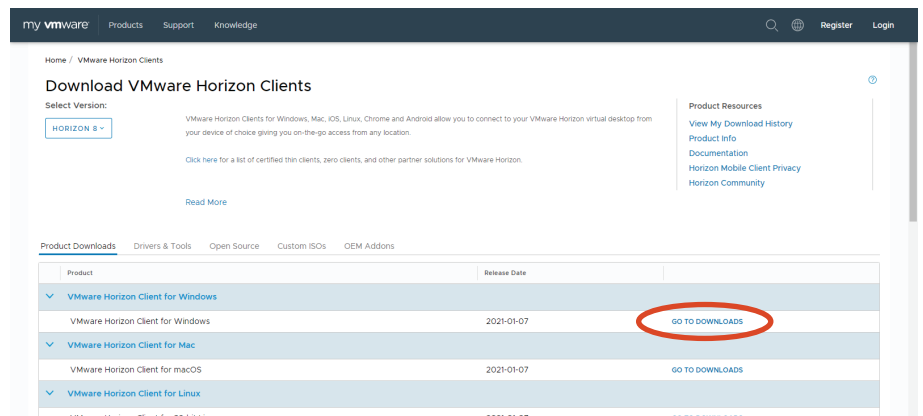 my vmware Products Support Knowledge Register Login
Home / VMware Horizon Clients
Download VMware Horizon Clients
Select Version:
HORIZON 8
VMware Horizon Clients for Windows, Mac, iOS, Linux, Chrome and Android allow you to connect to your VMware Horizon virtual desktop from
your device of choice giving you on-the-go access from any location.
Click here for a list of certified thin clients, zero clients, and other partner solutions for VMware Horizon.
Read More
Product Resources
View My Download History
Product Info
Documentation
Horizon Mobile Client Privacy
Horizon Community
Product Downloads Drivers & Tools Open Source Custom ISOs OEM Addons
Product Release Date
VMware Horizon Client for Windows
VMware Horizon Client for Windows 2021-01-07 GO TO DOWNLOADS
VMware Horizon Client for Mac
VMware Horizon Client for macOS 2021-01-07 GO TO DOWNLOADS
VMware Horizon Client for Linux